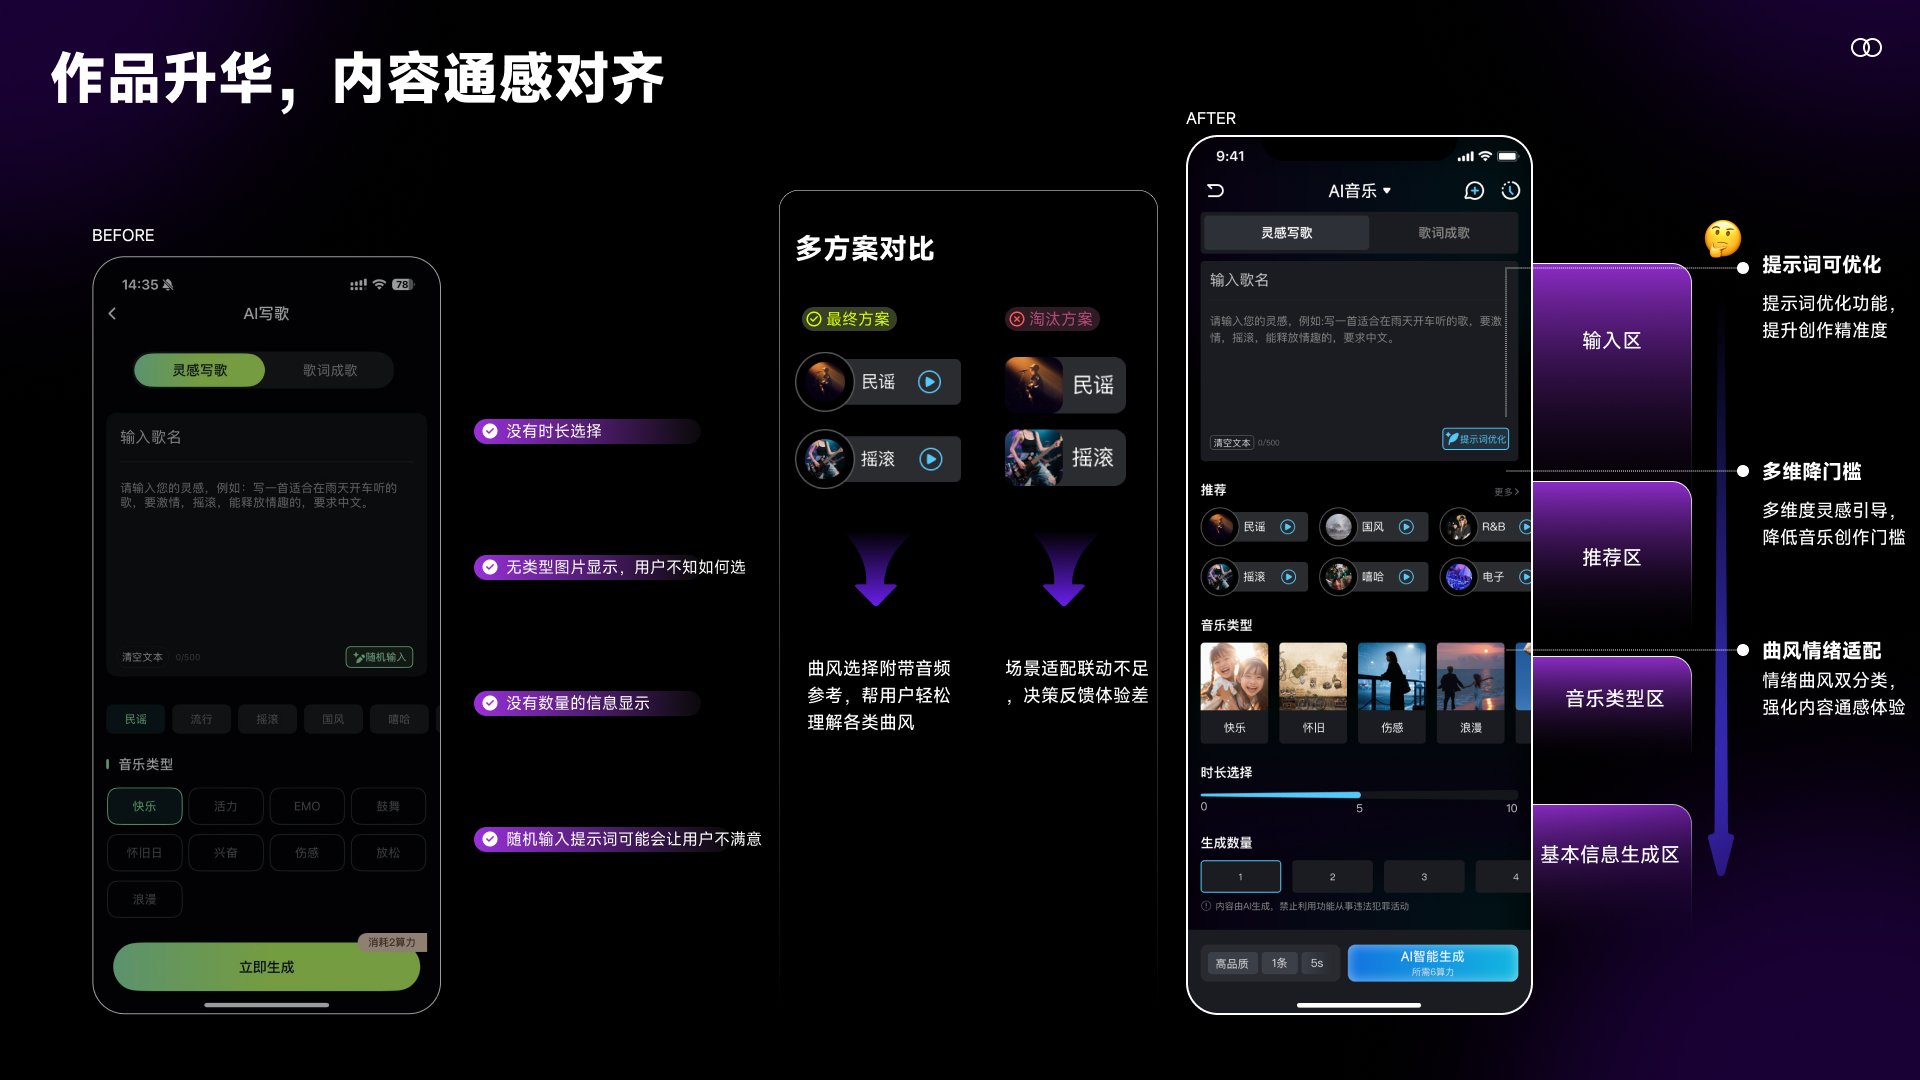 作品升华，内容通感对齐
BEFORE
14:35
78
AI写歌
灵感写歌
歌词成歌
输入歌名
请输入您的灵感，例如：写一首适合在雨天开车听的
歌，要激情，摇滚，能释放情趣的，要求中文。
清空文本
0/500
随机输入
民谣
流行
摇滚
国风
嘻哈
音乐类型
快乐
活力
EMO
鼓舞
怀旧日
兴奋
伤感
放松
浪漫
消耗2算力
立即生成
没有时长选择
无类型图片显示，用户不知如何选
没有数量的信息显示
随机输入提示词可能会让用户不满意
多方案对比
最终方案
淘汰方案
民谣
民谣
摇滚
摇滚
曲风选择附带音频
参考，帮用户轻松
理解各类曲风
场景适配联动不足
，决策反馈体验差
AFTER
9:41
AI音乐
灵感写歌
歌词成歌
输入歌名
请输入您的灵感，例如:写一首适合在雨天开车听的歌，要激
情，摇滚，能释放情趣的，要求中文。
清空文本
0/500
提示词优化
推荐
更多
民谣
国风
R&B
摇滚
嘻哈
电子
音乐类型
快乐
怀旧
伤感
浪漫
时长选择
0
5
10
生成数量
1
2
3
4
内容由AI生成，禁止利用功能从事违法犯罪活动
高品质
1条
5s
AI智能生成
所需6算力
输入区
推荐区
音乐类型区
基本信息生成区
提示词可优化
提示词优化功能，
提升创作精准度
多维降门槛
多维度灵感引导，
降低音乐创作门槛
曲风情绪适配
情绪曲风双分类，
强化内容通感体验